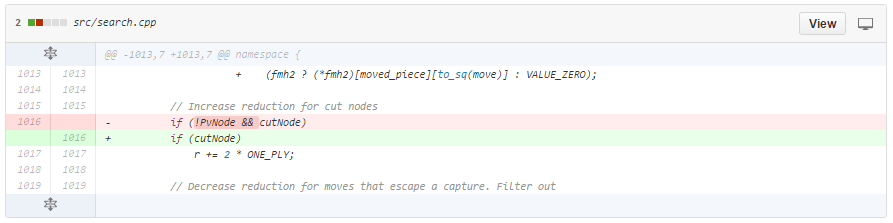 2 src/search.cpp View
@@ -1013,7 +1013,7 @@ namespace {
1013 1013 + (fmh2 ? (*fmh2)[moved_piece][to_sq(move)] : VALUE_ZERO);
1014 1014
1015 1015 // Increase reduction for cut nodes
1016 - if (!PvNode && cutNode)
1016 + if (cutNode)
1017 1017 r += 2 * ONE_PLY;
1018 1018
1019 1019 // Decrease reduction for moves that escape a capture. Filter out